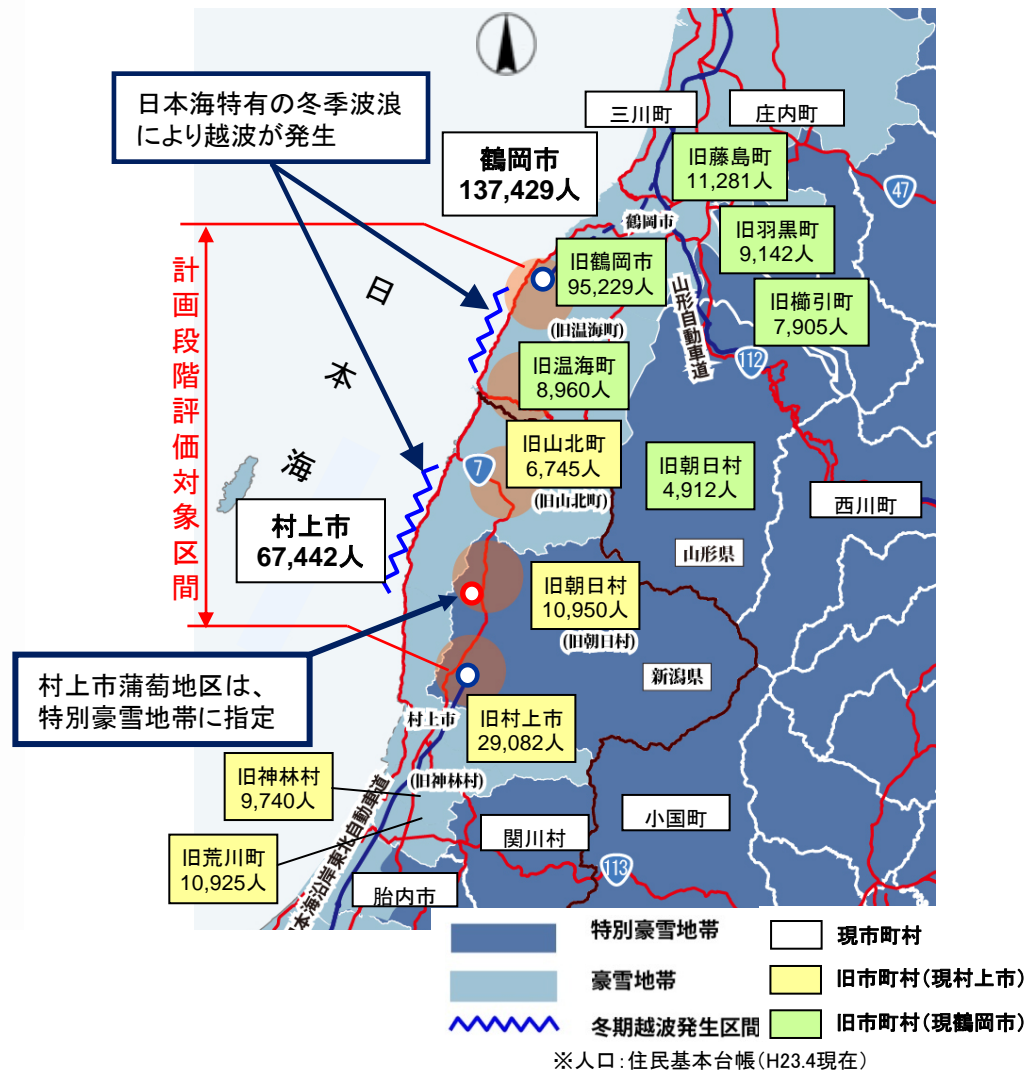 日本海特有の冬季波浪
により越波が発生
三川町
庄内町
鶴岡市
137,429人
旧藤島町
11,281人
47
鶴岡市
旧羽黒町
9,142人
旧鶴岡市
95,229人
旧櫛引町
7,905人
計画段階評価対象区間
日本海
(旧温海町)
山形自動車道
112
旧温海町
8,960人
旧山北町
6,745人
7
(旧山北町)
旧朝日村
4,912人
西川町
村上市
67,442人
山形県
旧朝日村
10,950人
(旧朝日村)
新潟県
村上市蒲萄地区は、
特別豪雪地帯に指定
村上市
旧村上市
29,082人
(旧神林村)
旧神林村
9,740人
小国町
関川村
旧荒川町
10,925人
113
胎内市
本海沿岸東北自動車道
特別豪雪地帯
現市町村
豪雪地帯
旧市町村(現村上市)
冬期越波発生区間
旧市町村(現鶴岡市)
※人口:住民基本台帳(H23.4現在)